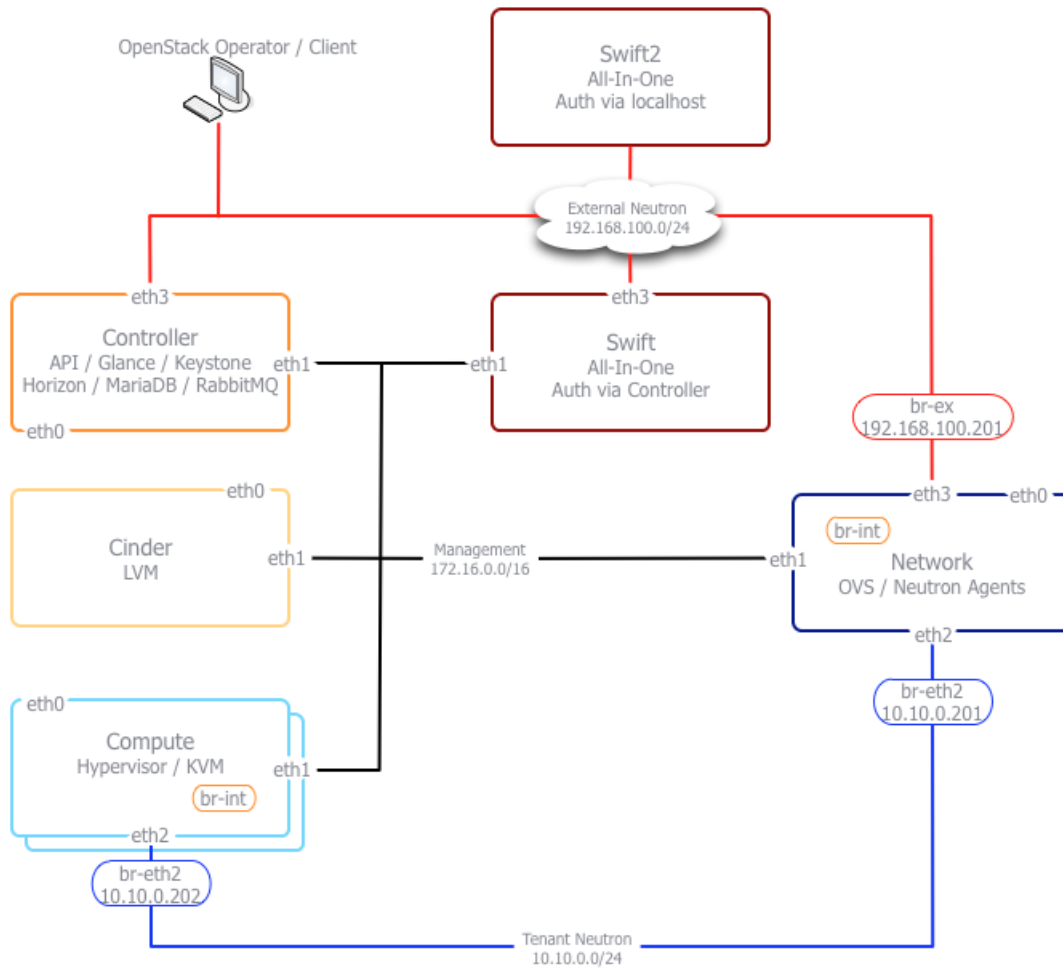 OpenStack Operator / Client
Swift2
All-In-One
Auth via localhost
External Neutron
192.168.100.0/24
eth3
Controller
API / Glance / Keystone
Horizon / MariaDB / RabbitMQ
eth1
eth0
eth3
eth1
Swift
All-In-One
Auth via Controller
br-ex
192.168.100.201
eth0
Cinder
LVM
eth1
Management
172.16.0.0/16
eth3
eth0
br-int
eth1
Network
OVS / Neutron Agents
eth2
br-eth2
10.10.0.201
eth0
Compute
Hypervisor / KVM
eth1
br-int
eth2
br-eth2
10.10.0.202
Tenant Neutron
10.10.0.0/24